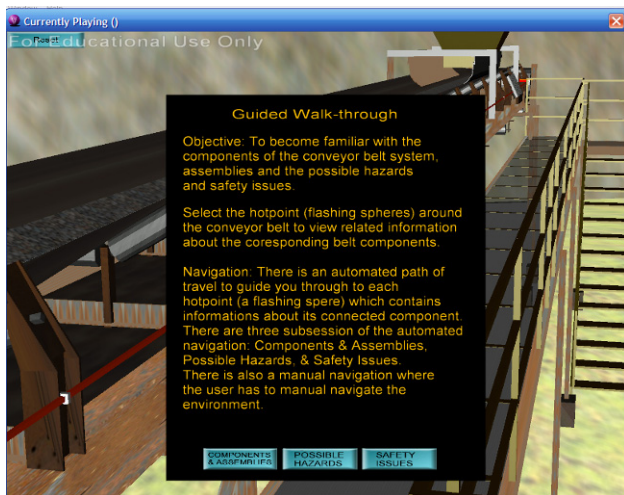 Currently Playing ()
For Educational Use Only
Guided Walk-through
Objective: To become familiar with the
components of the conveyor belt system,
assemblies and the possible hazards
and safety issues.
Select the hotpoint (flashing spheres) around
the conveyor belt to view related information
about the coresponding belt components.
Navigation: There is an automated path of
travel to guide you through to each
hotpoint (a flashing spere) which contains
informations about its connected component.
There are three subsession of the automated
navigation: Components & Assemblies,
Possible Hazards, & Safety Issues.
There is also a manual navigation where
the user has to manual navigate the
environment.
COMPONENTS & ASSEMBLIES
POSSIBLE HAZARDS
SAFETY ISSUES